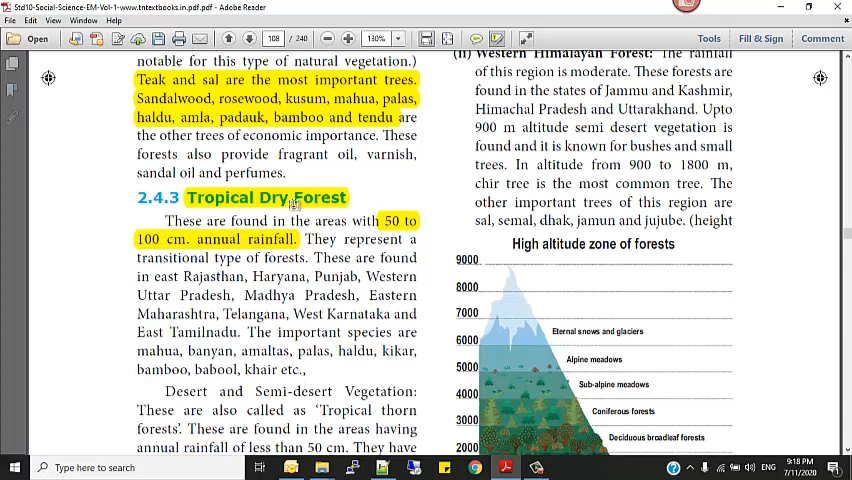 Std10-Social-Science-EM-Vol-1-www.tntextbooks.in.pdf.pdf - Adobe Reader
File Edit View Window Help
Open
108 / 240
130%
Tools Fill & Sign Comment
notable for this type of natural vegetation.)
Teak and sal are the most important trees.
Sandalwood, rosewood, kusum, mahua, palas,
haldu, amla, padauk, bamboo and tendu are
the other trees of economic importance. These
forests also provide fragrant oil, varnish,
sandal oil and perfumes.
2.4.3 Tropical Dry Forest
These are found in the areas with 50 to
100 cm. annual rainfall. They represent a
transitional type of forests. These are found
in east Rajasthan, Haryana, Punjab, Western
Uttar Pradesh, Madhya Pradesh, Eastern
Maharashtra, Telangana, West Karnataka and
East Tamilnadu. The important species are
mahua, banyan, amaltas, palas, haldu, kikar,
bamboo, babool, khair etc.,
Desert and Semi-desert Vegetation:
These are also called as ‘Tropical thorn
forests’. These are found in the areas having
annual rainfall of less than 50 cm. They have
(ii) Western Himalayan Forest: The rainfall
of this region is moderate. These forests are
found in the states of Jammu and Kashmir,
Himachal Pradesh and Uttarakhand. Upto
900 m altitude semi desert vegetation is
found and it is known for bushes and small
trees. In altitude from 900 to 1800 m,
chir tree is the most common tree. The
other important trees of this region are
sal, semal, dhak, jamun and jujube. (height
High altitude zone of forests
9000
8000
7000
Eternal snows and glaciers
6000
Alpine meadows
5000
Sub-alpine meadows
4000
Coniferous forests
3000
Deciduous broadleaf forests
2000
Type here to search
ENG
9:18 PM
7/11/2020